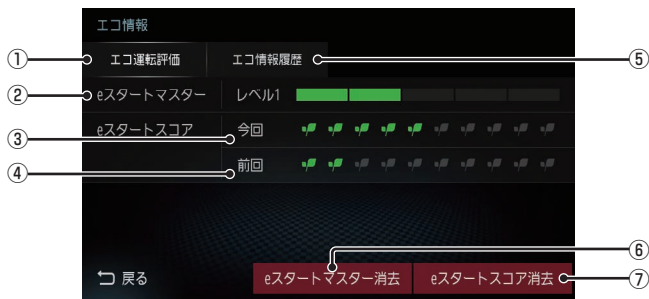 エコ情報
① エコ運転評価 エコ情報履歴 ⑤
② eスタートマスター レベル1
eスタートスコア 今回
③
前回
④
⑥
戻る eスタートマスター消去 eスタートスコア消去 ⑦